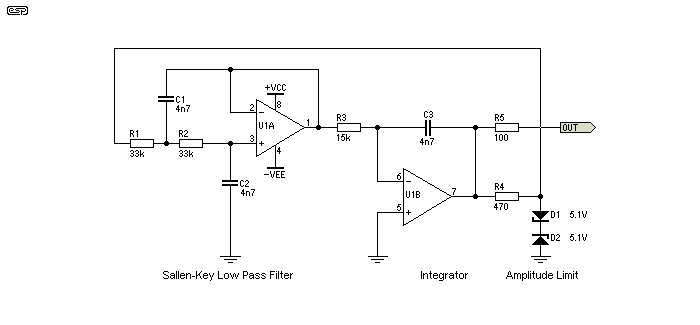 esp
C1
4n7
+VCC
2
8
1
U1A
3
4
-VEE
R1
33k
R2
33k
C2
4n7
R3
15k
C3
4n7
R5
100
OUT
6
5
7
U1B
R4
470
D1 5.1V
D2 5.1V
Sallen-Key Low Pass Filter
Integrator
Amplitude Limit